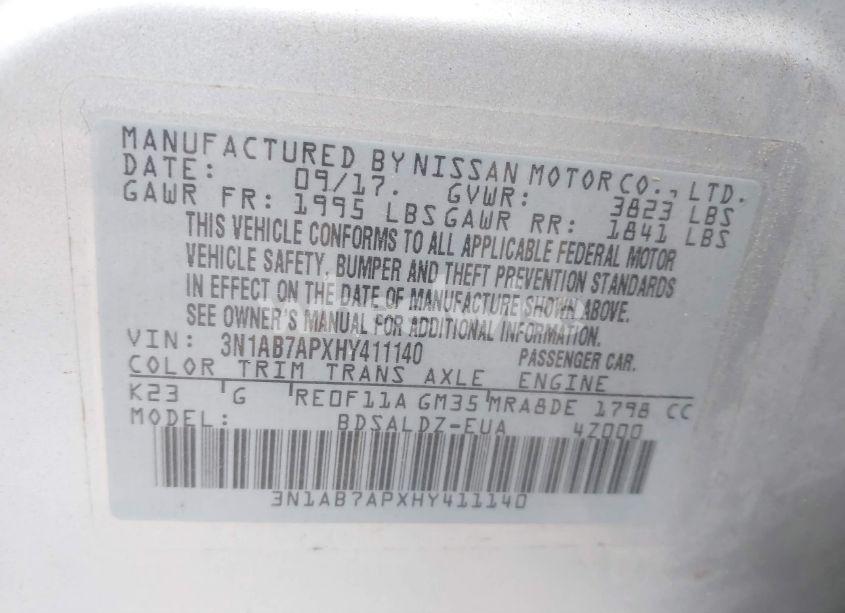 MANUFACTURED BY NISSAN MOTOR CO., LTD.
DATE: 09/17. GVWR: 3823 LBS
GAWR FR: 1995 LBS GAWR RR: 1841 LBS
THIS VEHICLE CONFORMS TO ALL APPLICABLE FEDERAL MOTOR
VEHICLE SAFETY, BUMPER AND THEFT PREVENTION STANDARDS
IN EFFECT ON THE DATE OF MANUFACTURE SHOWN ABOVE.
SEE OWNER'S MANUAL FOR ADDITIONAL INFORMATION.
VIN: 3N1AB7APXHY411140 PASSENGER CAR.
COLOR TRIM TRANS AXLE ENGINE
K23 G RE0F11A GM35 MRA8DE 1798 CC
MODEL: BDSALDZ-EUA 4Z000
3N1AB7APXHY411140